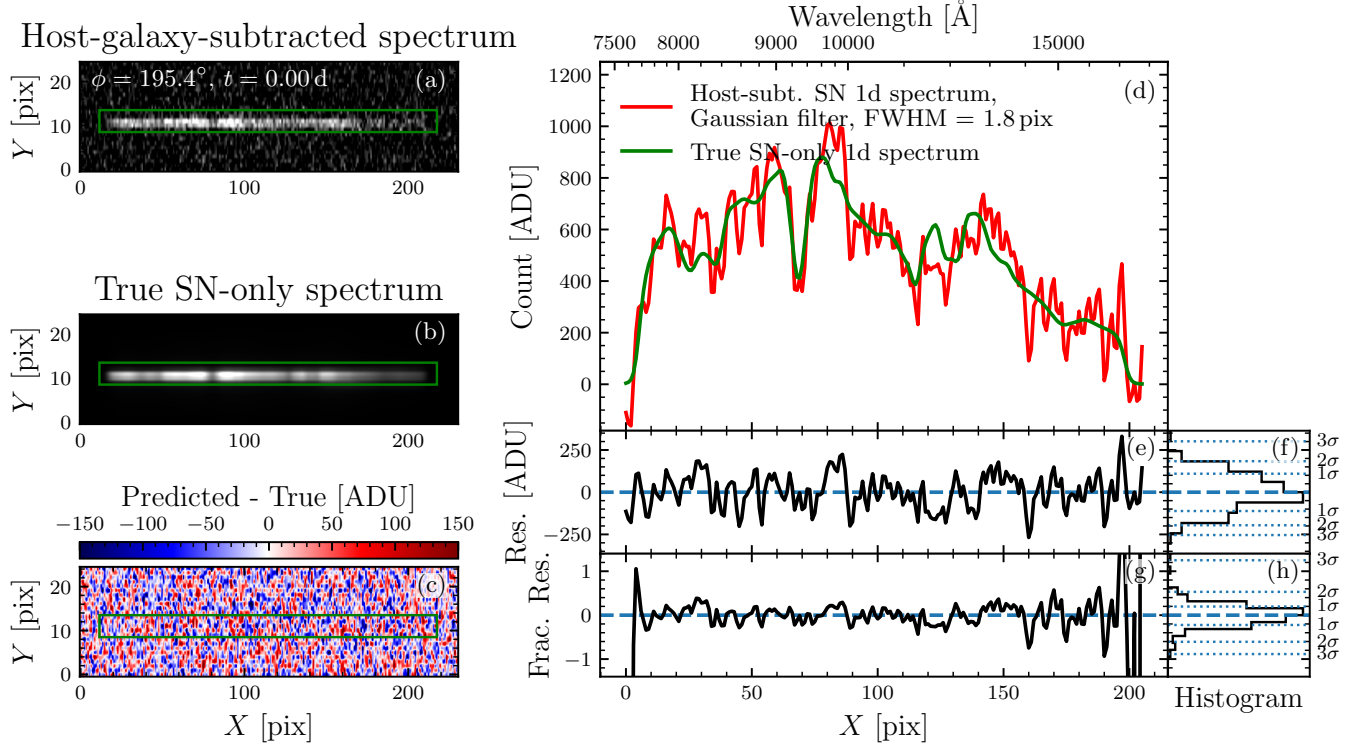 Host-galaxy-subtracted spectrum
ϕ = 195.4°, t = 0.00 d
(a)
Y [pix]
20
10
0
0
100
200
True SN-only spectrum
(b)
Y [pix]
20
10
0
0
100
200
Predicted - True [ADU]
−150
−100
−50
0
50
100
150
(c)
Y [pix]
20
10
0
0
100
200
X [pix]
Wavelength [Å]
7500
8000
9000
10000
15000
(d)
Host-subt. SN 1d spectrum,
Gaussian filter, FWHM = 1.8 pix
True SN-only 1d spectrum
Count [ADU]
1200
1000
800
600
400
200
0
(e)
Res. [ADU]
250
0
−250
(f)
3σ
2σ
1σ
1σ
2σ
3σ
(g)
Frac. Res.
1
0
−1
0
50
100
150
200
X [pix]
(h)
3σ
2σ
1σ
1σ
2σ
3σ
Histogram